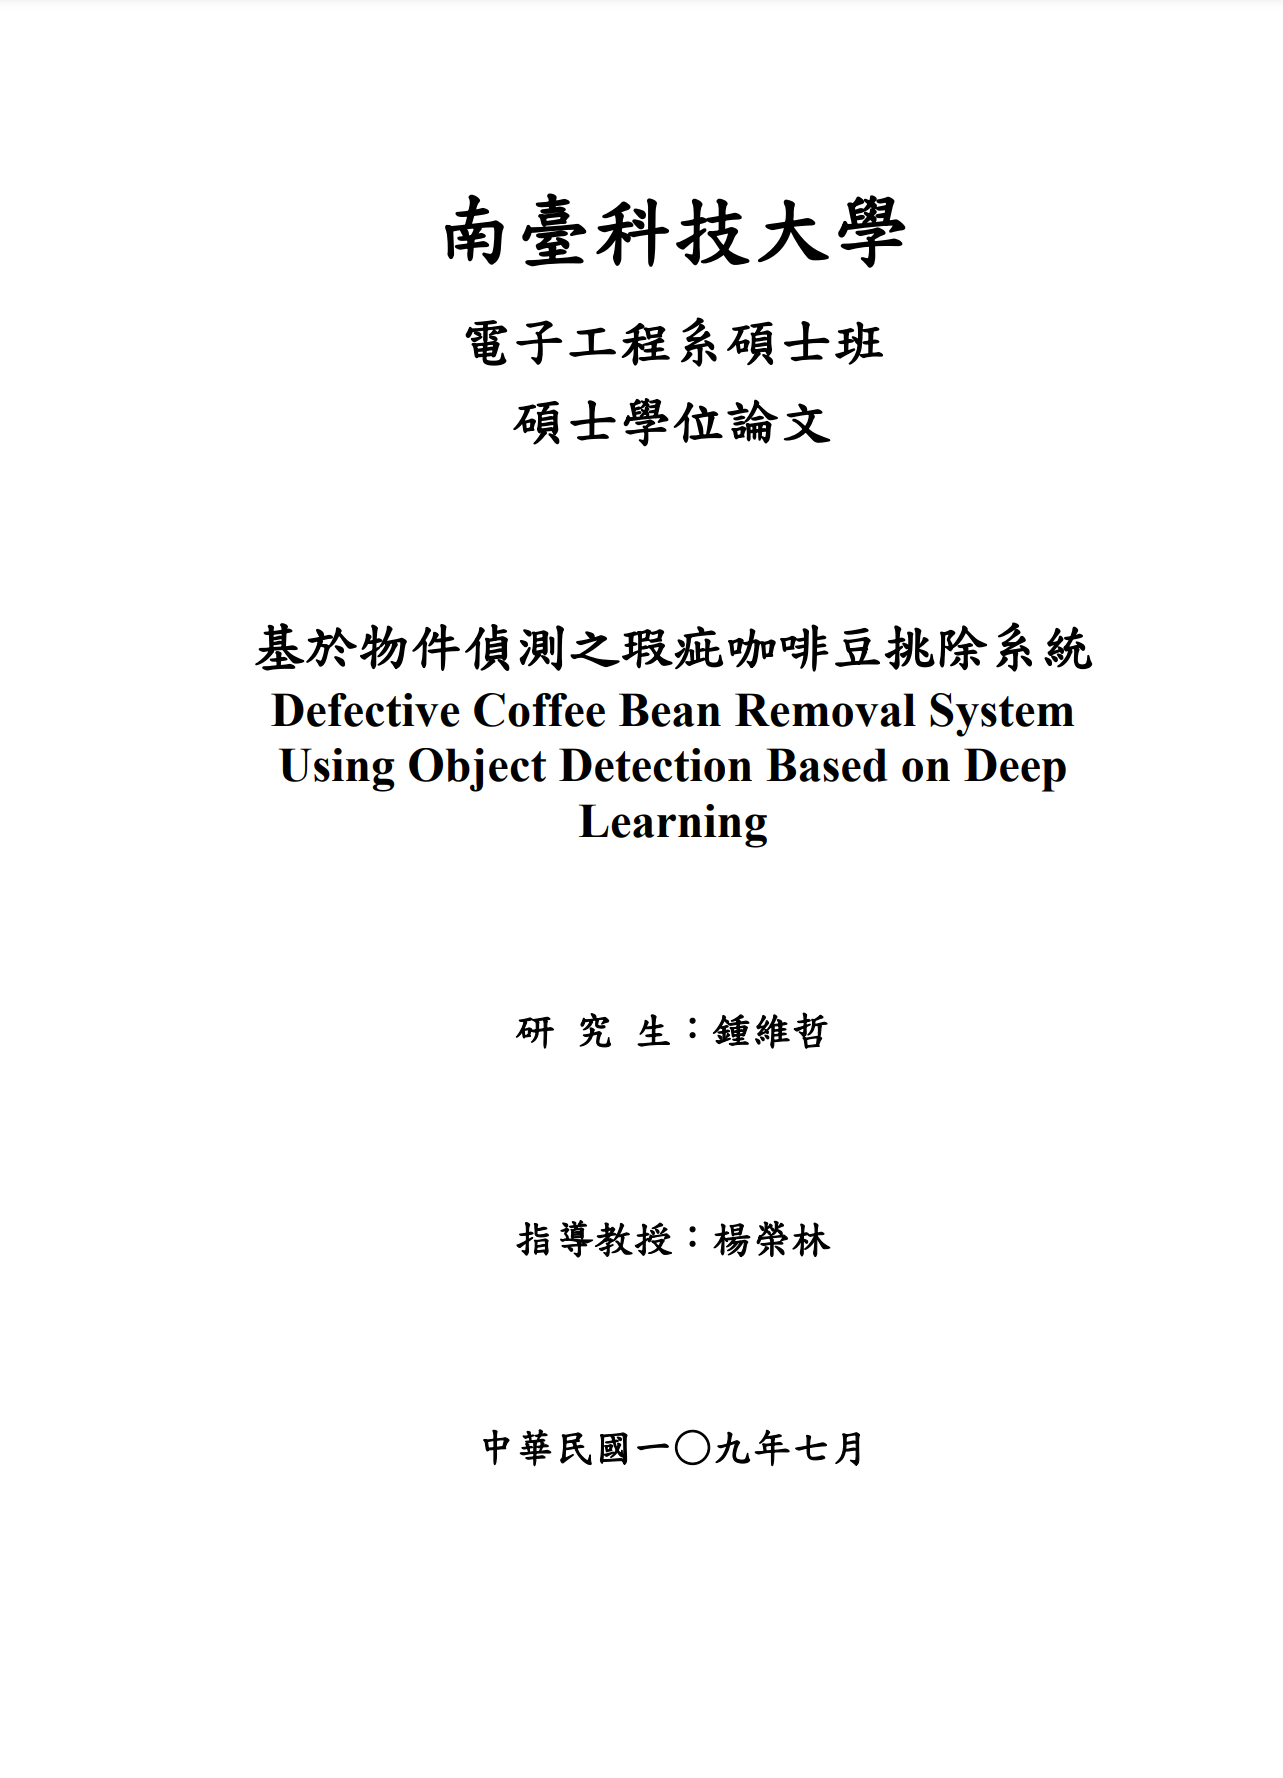 南臺科技大學
電子工程系碩士班
碩士學位論文
基於物件偵測之瑕疵咖啡豆挑除系統
Defective Coffee Bean Removal System
Using Object Detection Based on Deep
Learning
研 究 生：鍾維哲
指導教授：楊榮林
中華民國一〇九年七月